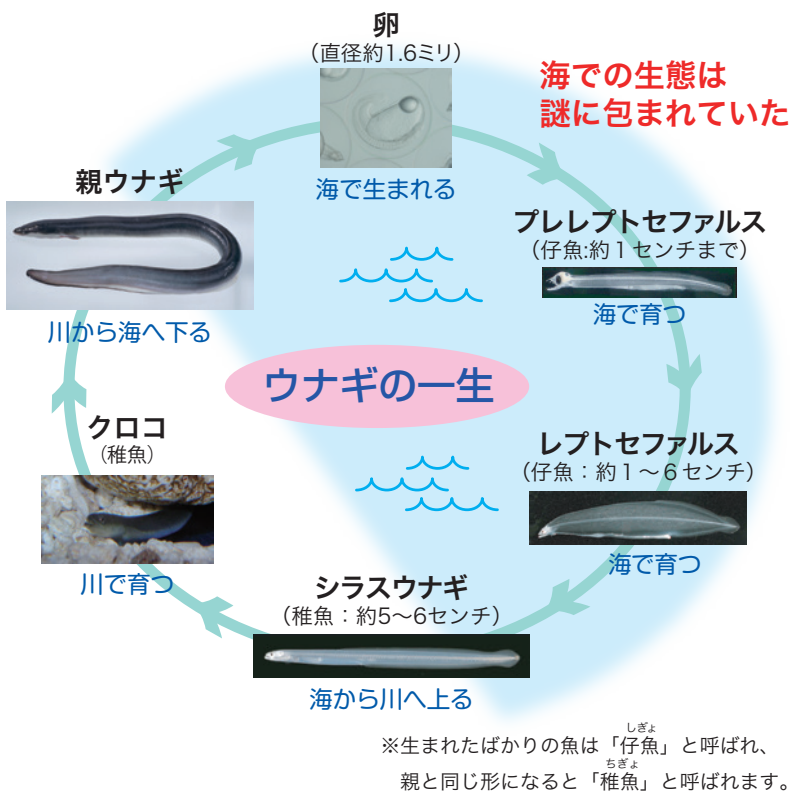 卵
（直径約1.6ミリ）
海で生まれる
海での生態は
謎に包まれていた
プレレプトセファルス
（仔魚:約１センチまで）
海で育つ
レプトセファルス
（仔魚：約１～６センチ）
海で育つ
シラスウナギ
（稚魚：約5～6センチ）
海から川へ上る
クロコ
（稚魚）
川で育つ
親ウナギ
川から海へ下る
ウナギの一生
しぎょ
※生まれたばかりの魚は「仔魚」と呼ばれ、
ちぎょ
親と同じ形になると「稚魚」と呼ばれます。